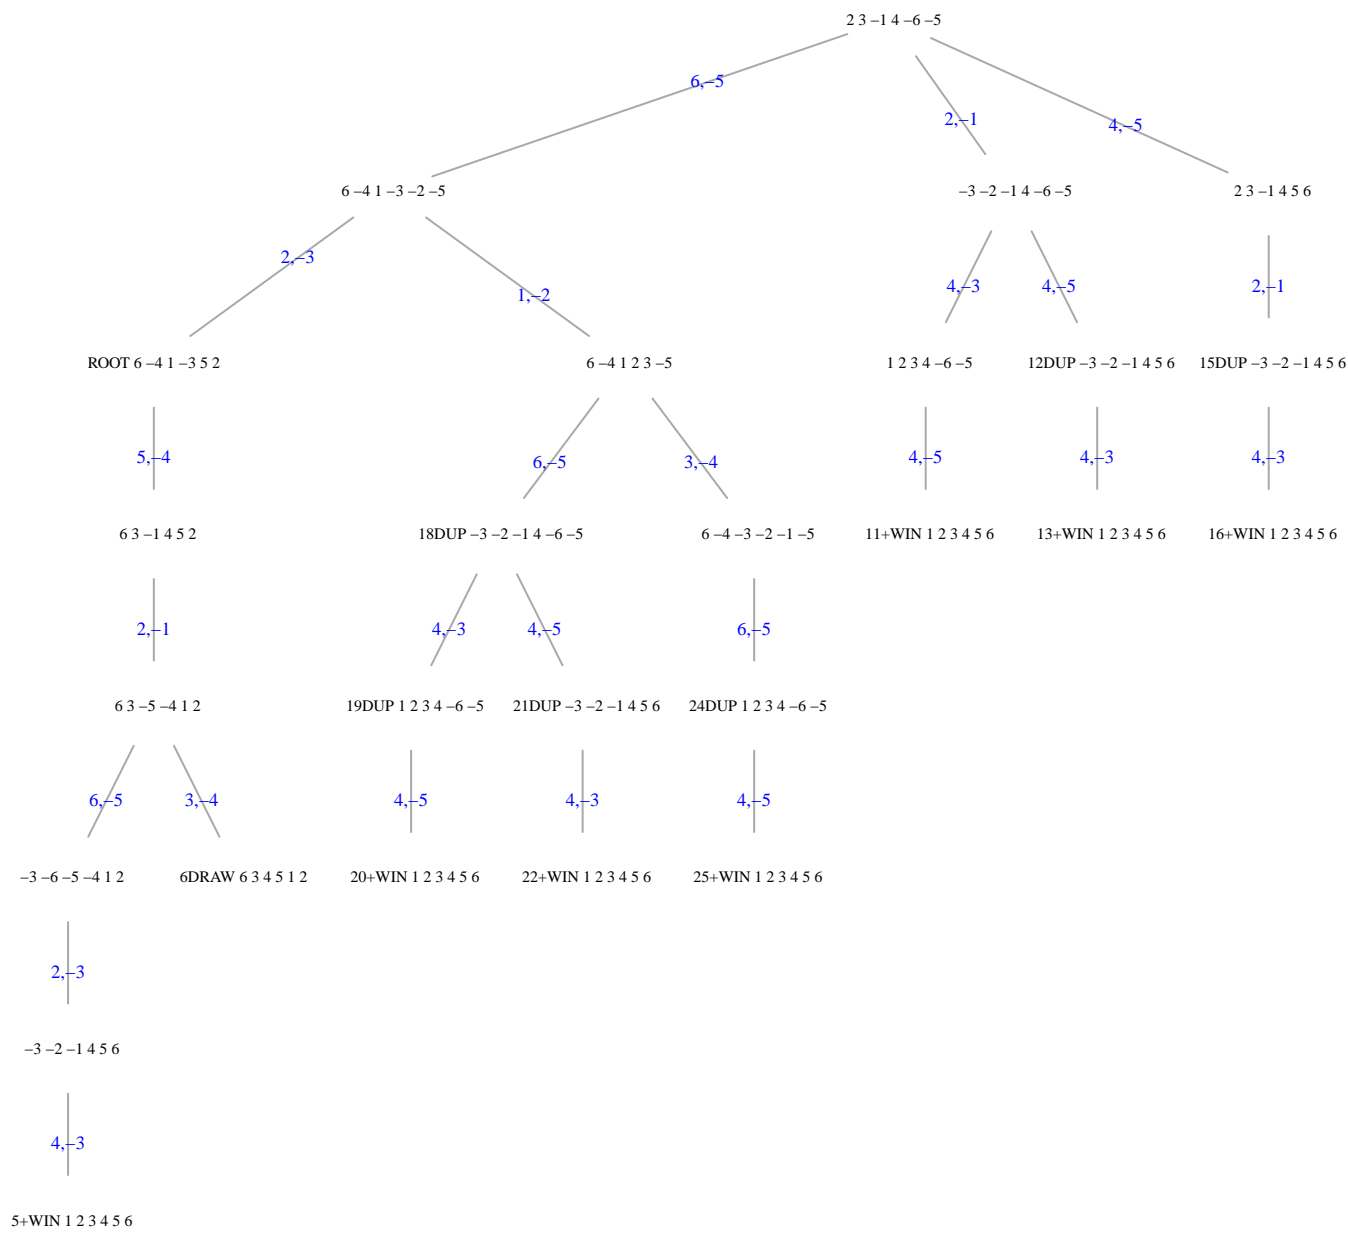 2 3 –1 4 –6 –5
6,–5
2,–1
4,–5
6 –4 1 –3 –2 –5
–3 –2 –1 4 –6 –5
2 3 –1 4 5 6
2,–3
1,–2
4,–3
4,–5
2,–1
ROOT 6 –4 1 –3 5 2
6 –4 1 2 3 –5
1 2 3 4 –6 –5
12DUP –3 –2 –1 4 5 6
15DUP –3 –2 –1 4 5 6
5,–4
6,–5
3,–4
4,–5
4,–3
4,–3
6 3 –1 4 5 2
18DUP –3 –2 –1 4 –6 –5
6 –4 –3 –2 –1 –5
11+WIN 1 2 3 4 5 6
13+WIN 1 2 3 4 5 6
16+WIN 1 2 3 4 5 6
2,–1
4,–3
4,–5
6,–5
6 3 –5 –4 1 2
19DUP 1 2 3 4 –6 –5
21DUP –3 –2 –1 4 5 6
24DUP 1 2 3 4 –6 –5
6,–5
3,–4
4,–5
4,–3
4,–5
–3 –6 –5 –4 1 2
6DRAW 6 3 4 5 1 2
20+WIN 1 2 3 4 5 6
22+WIN 1 2 3 4 5 6
25+WIN 1 2 3 4 5 6
2,–3
–3 –2 –1 4 5 6
4,–3
5+WIN 1 2 3 4 5 6